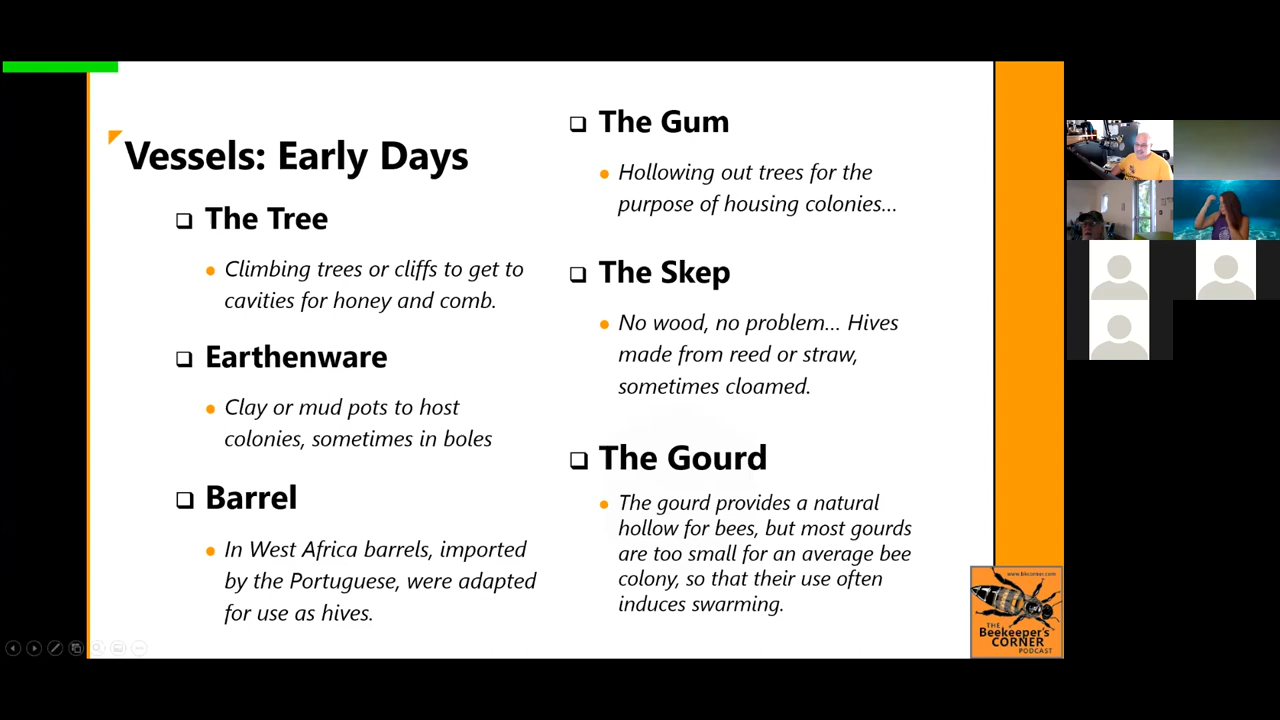 Vessels: Early Days
The Tree
Climbing trees or cliffs to get to
cavities for honey and comb.
Earthenware
Clay or mud pots to host
colonies, sometimes in boles
Barrel
In West Africa barrels, imported
by the Portuguese, were adapted
for use as hives.
The Gum
Hollowing out trees for the
purpose of housing colonies...
The Skep
No wood, no problem... Hives
made from reed or straw,
sometimes cloamed.
The Gourd
The gourd provides a natural
hollow for bees, but most gourds
are too small for an average bee
colony, so that their use often
induces swarming.
www.bkcorner.com
THE
Beekeeper's
CORNER
PODCAST